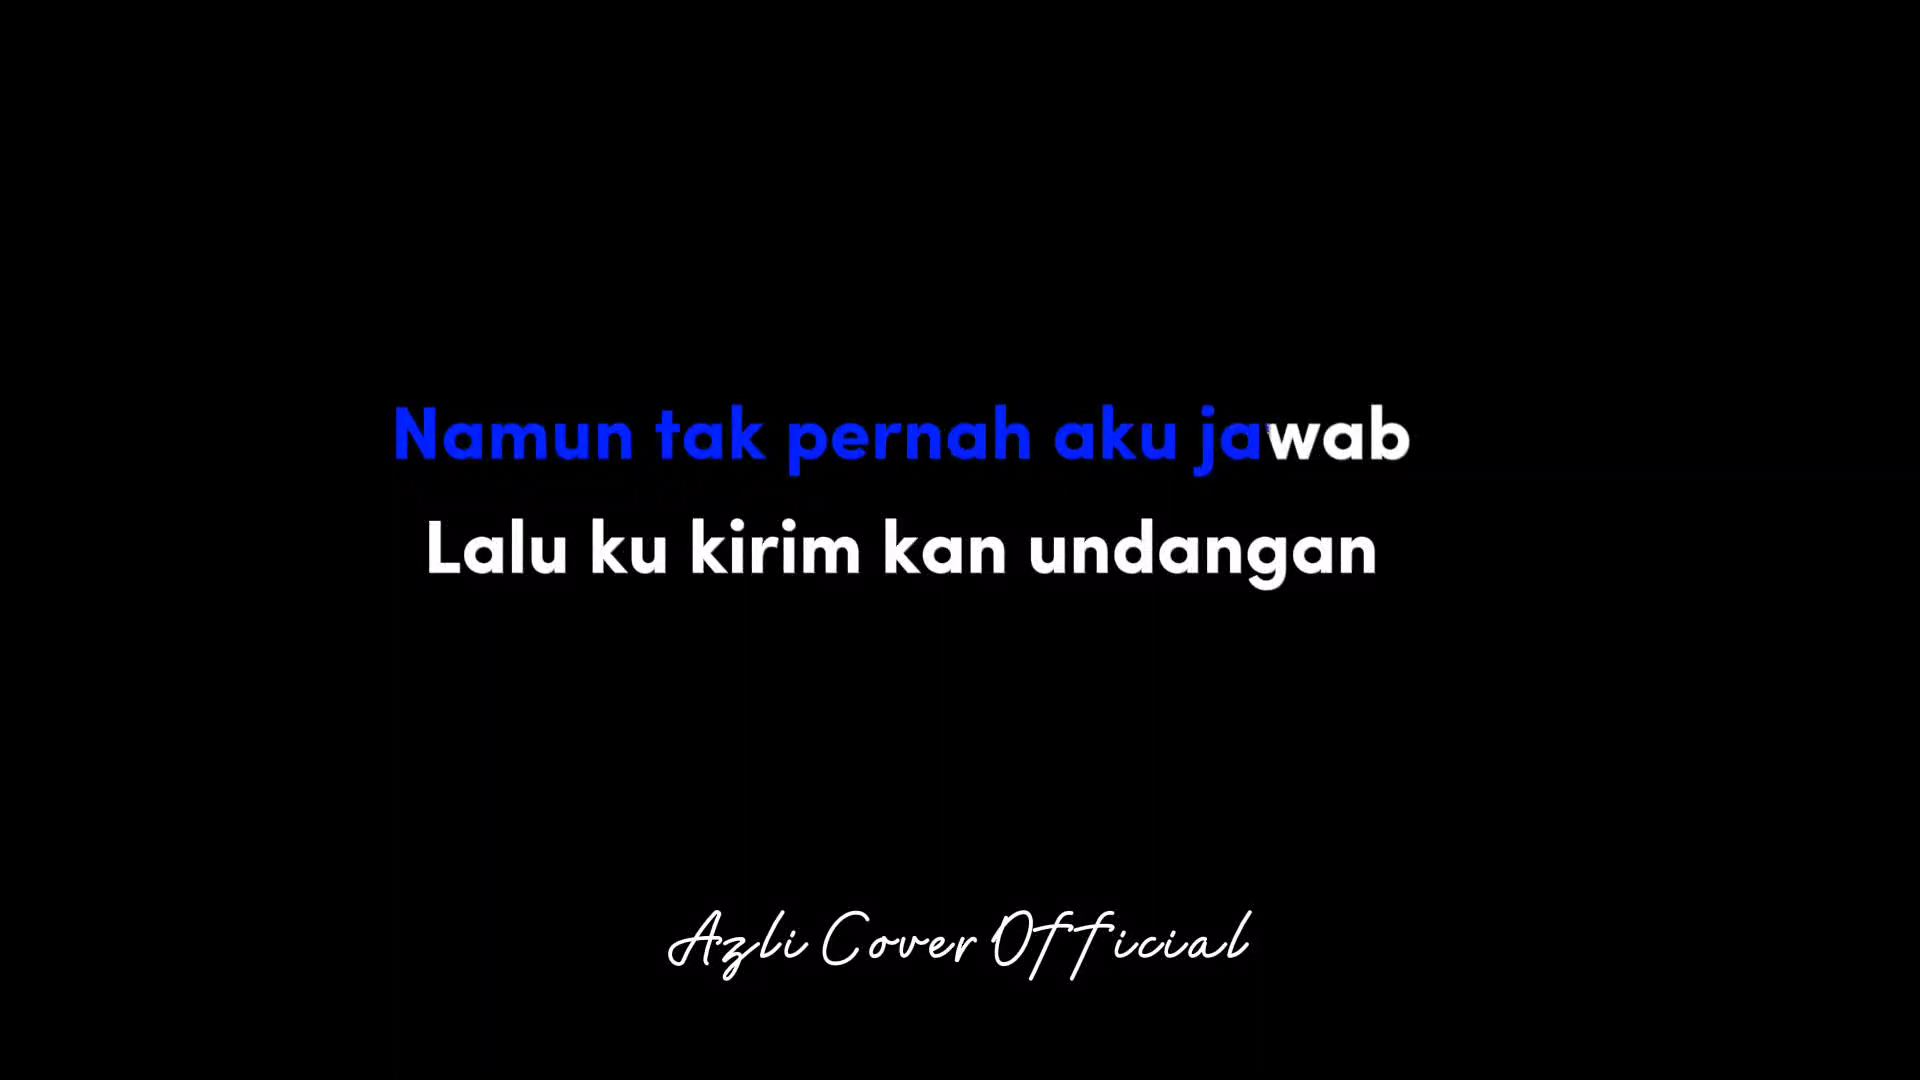 Namun tak pernah aku jawab
Lalu ku kirim kan undangan
Azli Cover Official